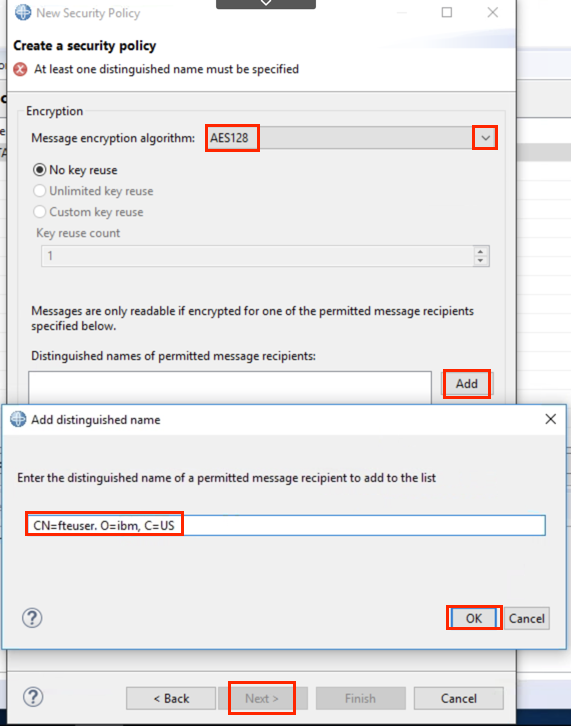 New Security Policy
Create a security policy
At least one distinguished name must be specified
Encryption
Message encryption algorithm: AES128
No key reuse
Unlimited key reuse
Custom key reuse
Key reuse count
1
Messages are only readable if encrypted for one of the permitted message recipients
specified below.
Distinguished names of permitted message recipients:
Add
Add distinguished name
Enter the distinguished name of a permitted message recipient to add to the list
CN=fteuser. O=ibm, C=US
OK Cancel
< Back Next > Finish Cancel